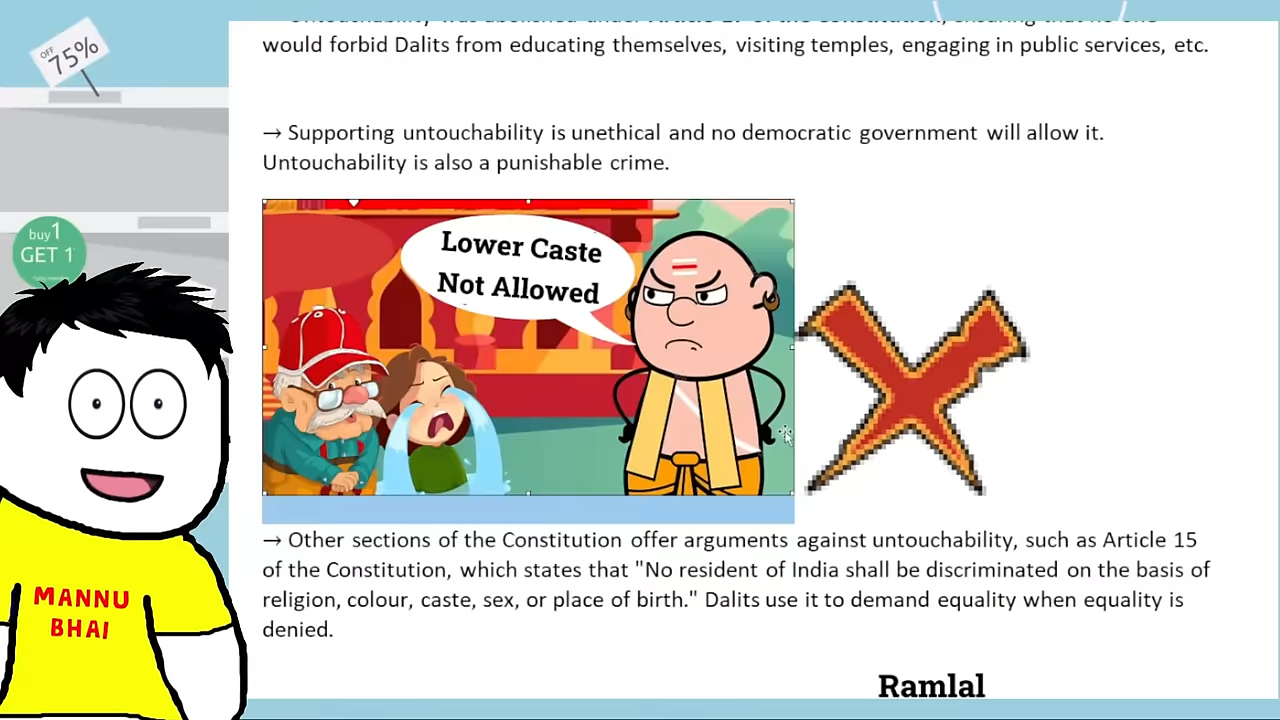 OFF
75%
would forbid Dalits from educating themselves, visiting temples, engaging in public services, etc.
→ Supporting untouchability is unethical and no democratic government will allow it.
Untouchability is also a punishable crime.
buy 1
GET 1
Lower Caste
Not Allowed
→ Other sections of the Constitution offer arguments against untouchability, such as Article 15
of the Constitution, which states that "No resident of India shall be discriminated on the basis of
religion, colour, caste, sex, or place of birth." Dalits use it to demand equality when equality is
denied.
MANNU
BHAI
Ramlal